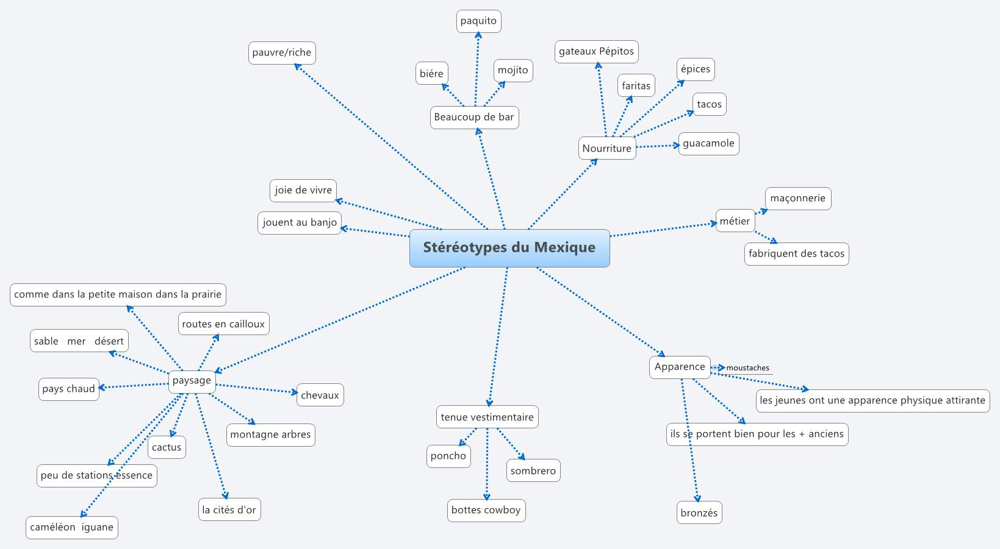 paquito
pauvre/riche
gateaux Pépitos
biére
mojito
épices
faritas
tacos
Beaucoup de bar
guacamole
Nourriture
joie de vivre
maçonnerie
jouent au banjo
métier
Stéréotypes du Mexique
fabriquent des tacos
comme dans la petite maison dans la prairie
routes en cailloux
sable mer désert
paysage
pays chaud
chevaux
Apparence
moustaches
les jeunes ont une apparence physique attirante
tenue vestimentaire
montagne arbres
ils se portent bien pour les + anciens
cactus
poncho
sombrero
peu de stations essence
la cités d'or
bottes cowboy
bronzés
caméléon iguane